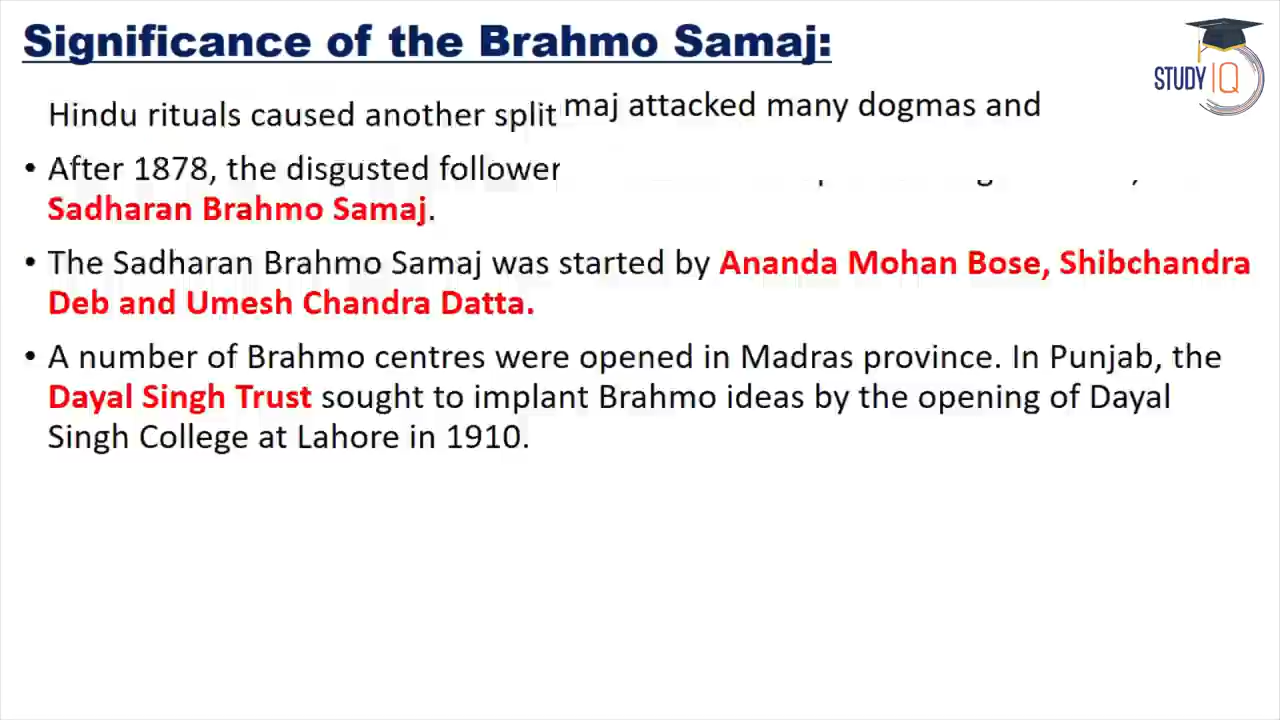 Significance of the Brahmo Samaj:
STUDY IQ
Hindu rituals caused another split maj attacked many dogmas and
• After 1878, the disgusted follower
Sadharan Brahmo Samaj.
• The Sadharan Brahmo Samaj was started by Ananda Mohan Bose, Shibchandra
Deb and Umesh Chandra Datta.
• A number of Brahmo centres were opened in Madras province. In Punjab, the
Dayal Singh Trust sought to implant Brahmo ideas by the opening of Dayal
Singh College at Lahore in 1910.